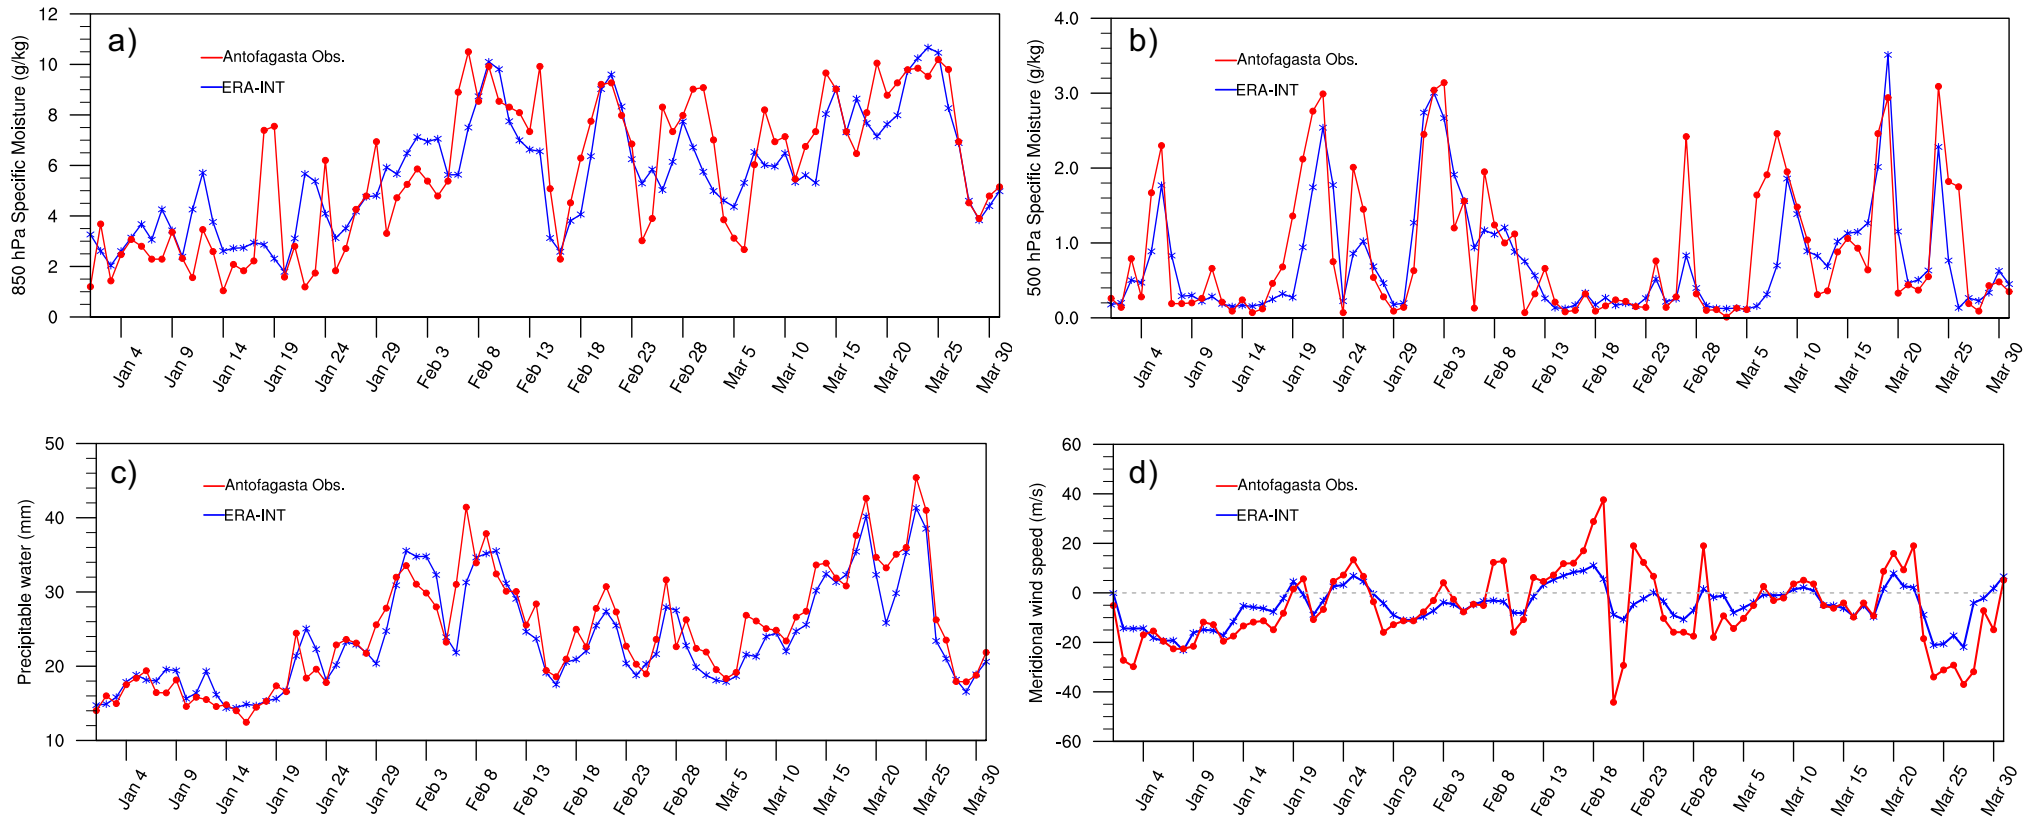 a)
850 hPa Specific Moisture (g/kg)
12
10
8
6
4
2
0
Antofagasta Obs.
ERA-INT
Jan 4
Jan 9
Jan 14
Jan 19
Jan 24
Jan 29
Feb 3
Feb 8
Feb 13
Feb 18
Feb 23
Feb 28
Mar 5
Mar 10
Mar 15
Mar 20
Mar 25
Mar 30
b)
500 hPa Specific Moisture (g/kg)
4.0
3.0
2.0
1.0
0.0
Antofagasta Obs.
ERA-INT
Jan 4
Jan 9
Jan 14
Jan 19
Jan 24
Jan 29
Feb 3
Feb 8
Feb 13
Feb 18
Feb 23
Feb 28
Mar 5
Mar 10
Mar 15
Mar 20
Mar 25
Mar 30
c)
Precipitable water (mm)
50
40
30
20
10
Antofagasta Obs.
ERA-INT
Jan 4
Jan 9
Jan 14
Jan 19
Jan 24
Jan 29
Feb 3
Feb 8
Feb 13
Feb 18
Feb 23
Feb 28
Mar 5
Mar 10
Mar 15
Mar 20
Mar 25
Mar 30
d)
Meridional wind speed (m/s)
60
40
20
0
-20
-40
-60
Antofagasta Obs.
ERA-INT
Jan 4
Jan 9
Jan 14
Jan 19
Jan 24
Jan 29
Feb 3
Feb 8
Feb 13
Feb 18
Feb 23
Feb 28
Mar 5
Mar 10
Mar 15
Mar 20
Mar 25
Mar 30